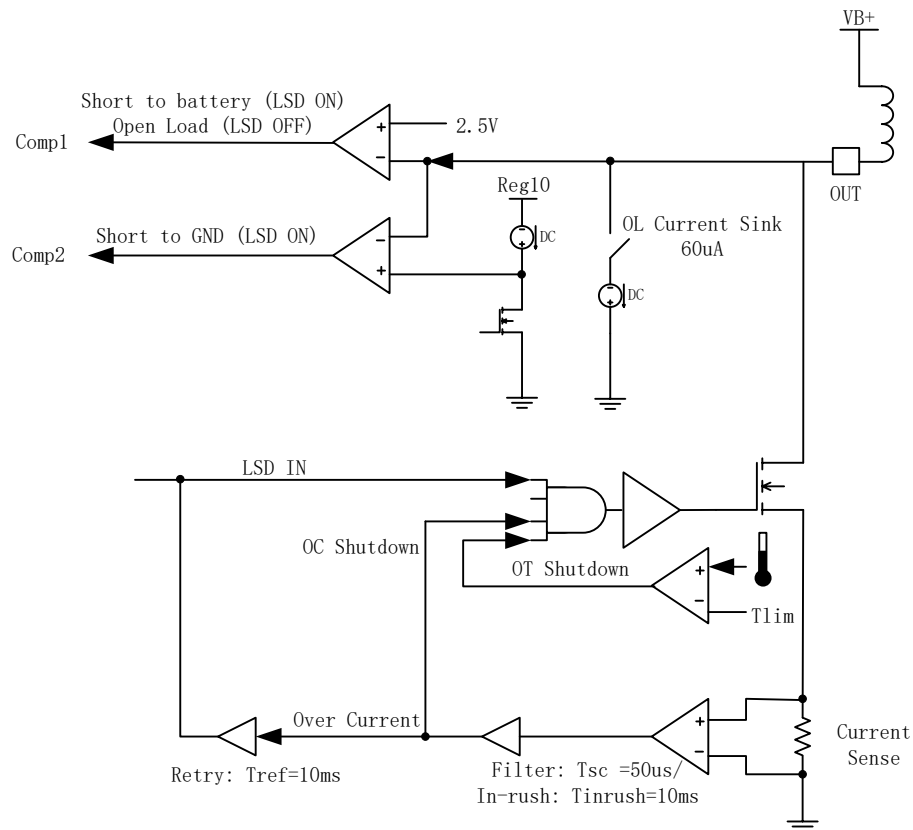 VB+
Short to battery (LSD ON)
Open Load (LSD OFF)
Comp1
2.5V
OUT
Reg10
DC
OL Current Sink
60uA
Short to GND (LSD ON)
Comp2
DC
LSD IN
OC Shutdown
OT Shutdown
Tlim
Over Current
Retry: Tref=10ms
Filter: Tsc =50us/
In-rush: Tinrush=10ms
Current
Sense